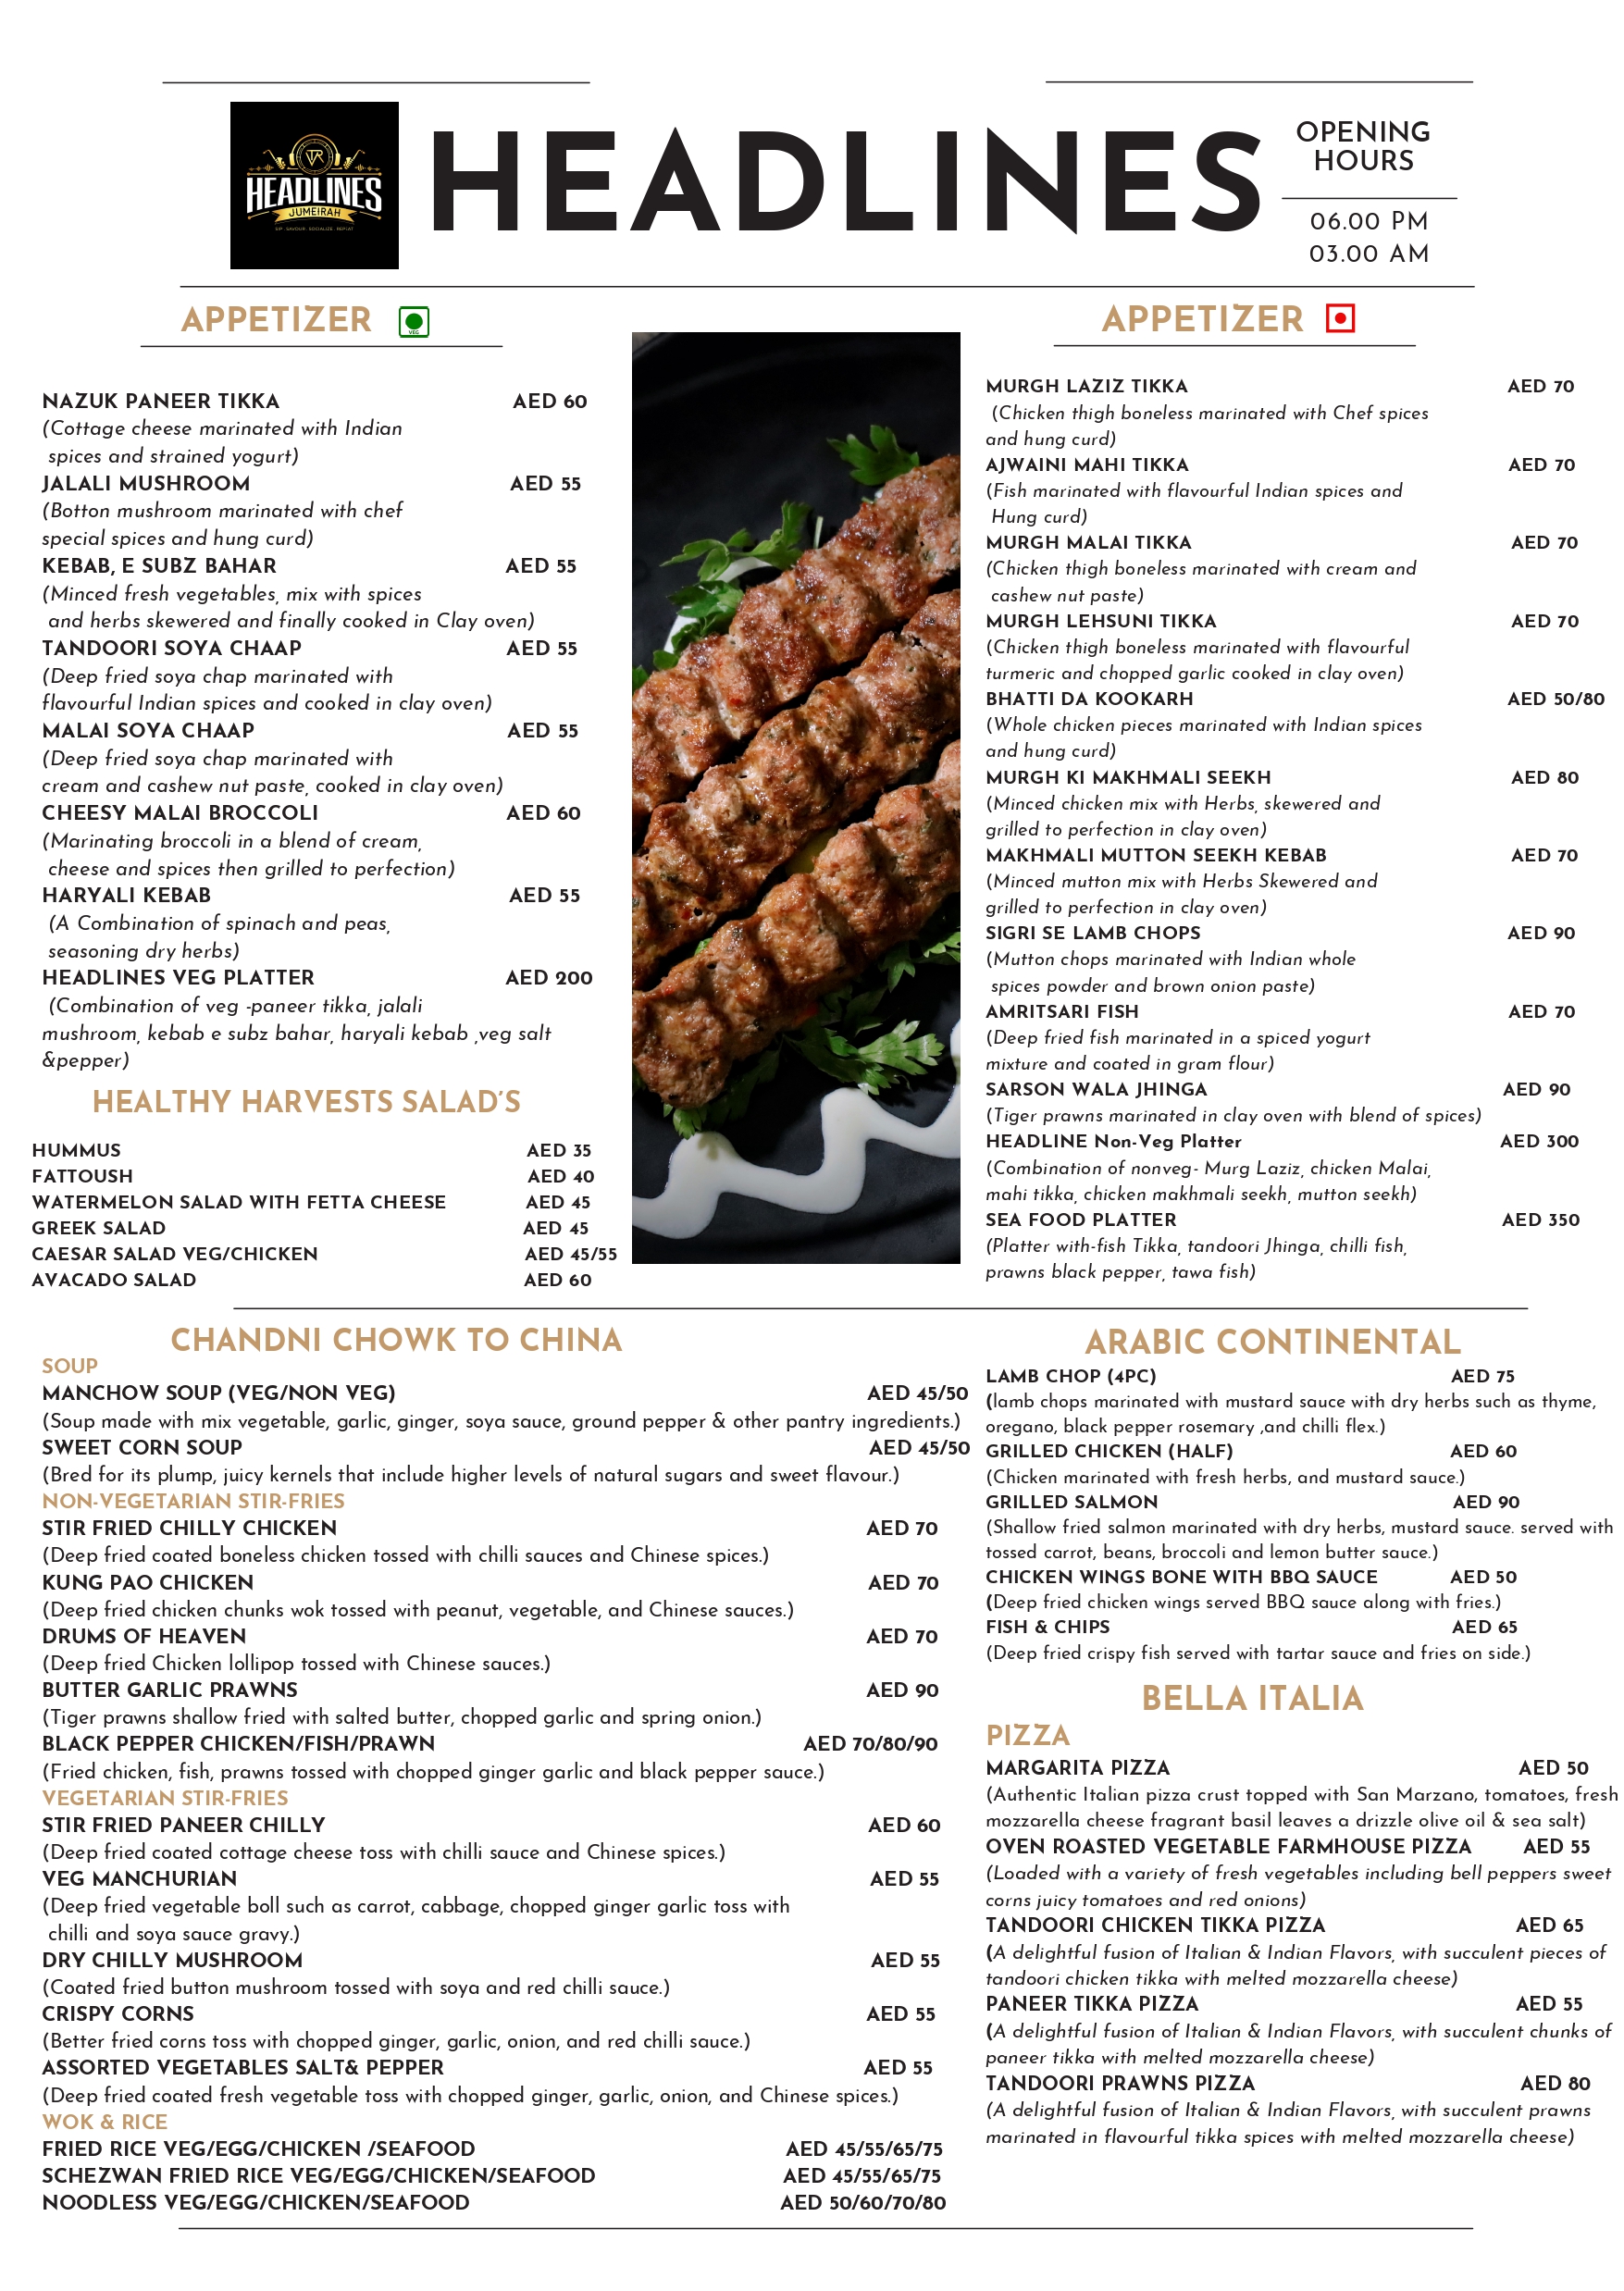 VR
HEADLINES
JUMEIRAH
SIP . SAVOUR . SOCIALIZE . REPEAT
HEADLINES
OPENING
HOURS
06.00 PM
03.00 AM
APPETIZER
VEG
NAZUK PANEER TIKKA AED 60
(Cottage cheese marinated with Indian
spices and strained yogurt)
JALALI MUSHROOM AED 55
(Botton mushroom marinated with chef
special spices and hung curd)
KEBAB, E SUBZ BAHAR AED 55
(Minced fresh vegetables, mix with spices
and herbs skewered and finally cooked in Clay oven)
TANDOORI SOYA CHAAP AED 55
(Deep fried soya chap marinated with
flavourful Indian spices and cooked in clay oven)
MALAI SOYA CHAAP AED 55
(Deep fried soya chap marinated with
cream and cashew nut paste, cooked in clay oven)
CHEESY MALAI BROCCOLI AED 60
(Marinating broccoli in a blend of cream,
cheese and spices then grilled to perfection)
HARYALI KEBAB AED 55
(A Combination of spinach and peas,
seasoning dry herbs)
HEADLINES VEG PLATTER AED 200
(Combination of veg -paneer tikka, jalali
mushroom, kebab e subz bahar, haryali kebab ,veg salt
&pepper)
HEALTHY HARVESTS SALAD'S
HUMMUS AED 35
FATTOUSH AED 40
WATERMELON SALAD WITH FETTA CHEESE AED 45
GREEK SALAD AED 45
CAESAR SALAD VEG/CHICKEN AED 45/55
AVACADO SALAD AED 60
APPETIZER
MURGH LAZIZ TIKKA AED 70
(Chicken thigh boneless marinated with Chef spices
and hung curd)
AJWAINI MAHI TIKKA AED 70
(Fish marinated with flavourful Indian spices and
Hung curd)
MURGH MALAI TIKKA AED 70
(Chicken thigh boneless marinated with cream and
cashew nut paste)
MURGH LEHSUNI TIKKA AED 70
(Chicken thigh boneless marinated with flavourful
turmeric and chopped garlic cooked in clay oven)
BHATTI DA KOOKARH AED 50/80
(Whole chicken pieces marinated with Indian spices
and hung curd)
MURGH KI MAKHMALI SEEKH AED 80
(Minced chicken mix with Herbs, skewered and
grilled to perfection in clay oven)
MAKHMALI MUTTON SEEKH KEBAB AED 70
(Minced mutton mix with Herbs Skewered and
grilled to perfection in clay oven)
SIGRI SE LAMB CHOPS AED 90
(Mutton chops marinated with Indian whole
spices powder and brown onion paste)
AMRITSARI FISH AED 70
(Deep fried fish marinated in a spiced yogurt
mixture and coated in gram flour)
SARSON WALA JHINGA AED 90
(Tiger prawns marinated in clay oven with blend of spices)
HEADLINE Non-Veg Platter AED 300
(Combination of nonveg- Murg Laziz, chicken Malai,
mahi tikka, chicken makhmali seekh, mutton seekh)
SEA FOOD PLATTER AED 350
(Platter with-fish Tikka, tandoori Jhinga, chilli fish,
prawns black pepper, tawa fish)
CHANDNI CHOWK TO CHINA
SOUP
MANCHOW SOUP (VEG/NON VEG) AED 45/50
(Soup made with mix vegetable, garlic, ginger, soya sauce, ground pepper & other pantry ingredients.)
SWEET CORN SOUP AED 45/50
(Bred for its plump, juicy kernels that include higher levels of natural sugars and sweet flavour.)
NON-VEGETARIAN STIR-FRIES
STIR FRIED CHILLY CHICKEN AED 70
(Deep fried coated boneless chicken tossed with chilli sauces and Chinese spices.)
KUNG PAO CHICKEN AED 70
(Deep fried chicken chunks wok tossed with peanut, vegetable, and Chinese sauces.)
DRUMS OF HEAVEN AED 70
(Deep fried Chicken lollipop tossed with Chinese sauces.)
BUTTER GARLIC PRAWNS AED 90
(Tiger prawns shallow fried with salted butter, chopped garlic and spring onion.)
BLACK PEPPER CHICKEN/FISH/PRAWN AED 70/80/90
(Fried chicken, fish, prawns tossed with chopped ginger garlic and black pepper sauce.)
VEGETARIAN STIR-FRIES
STIR FRIED PANEER CHILLY AED 60
(Deep fried coated cottage cheese toss with chilli sauce and Chinese spices.)
VEG MANCHURIAN AED 55
(Deep fried vegetable boll such as carrot, cabbage, chopped ginger garlic toss with
chilli and soya sauce gravy.)
DRY CHILLY MUSHROOM AED 55
(Coated fried button mushroom tossed with soya and red chilli sauce.)
CRISPY CORNS AED 55
(Better fried corns toss with chopped ginger, garlic, onion, and red chilli sauce.)
ASSORTED VEGETABLES SALT& PEPPER AED 55
(Deep fried coated fresh vegetable toss with chopped ginger, garlic, onion, and Chinese spices.)
WOK & RICE
FRIED RICE VEG/EGG/CHICKEN /SEAFOOD AED 45/55/65/75
SCHEZWAN FRIED RICE VEG/EGG/CHICKEN/SEAFOOD AED 45/55/65/75
NOODLESS VEG/EGG/CHICKEN/SEAFOOD AED 50/60/70/80
ARABIC CONTINENTAL
LAMB CHOP (4PC) AED 75
(lamb chops marinated with mustard sauce with dry herbs such as thyme,
oregano, black pepper rosemary ,and chilli flex.)
GRILLED CHICKEN (HALF) AED 60
(Chicken marinated with fresh herbs, and mustard sauce.)
GRILLED SALMON AED 90
(Shallow fried salmon marinated with dry herbs, mustard sauce. served with
tossed carrot, beans, broccoli and lemon butter sauce.)
CHICKEN WINGS BONE WITH BBQ SAUCE AED 50
(Deep fried chicken wings served BBQ sauce along with fries.)
FISH & CHIPS AED 65
(Deep fried crispy fish served with tartar sauce and fries on side.)
BELLA ITALIA
PIZZA
MARGARITA PIZZA AED 50
(Authentic Italian pizza crust topped with San Marzano, tomatoes, fresh
mozzarella cheese fragrant basil leaves a drizzle olive oil & sea salt)
OVEN ROASTED VEGETABLE FARMHOUSE PIZZA AED 55
(Loaded with a variety of fresh vegetables including bell peppers sweet
corns juicy tomatoes and red onions)
TANDOORI CHICKEN TIKKA PIZZA AED 65
(A delightful fusion of Italian & Indian Flavors, with succulent pieces of
tandoori chicken tikka with melted mozzarella cheese)
PANEER TIKKA PIZZA AED 55
(A delightful fusion of Italian & Indian Flavors, with succulent chunks of
paneer tikka with melted mozzarella cheese)
TANDOORI PRAWNS PIZZA AED 80
(A delightful fusion of Italian & Indian Flavors, with succulent prawns
marinated in flavourful tikka spices with melted mozzarella cheese)